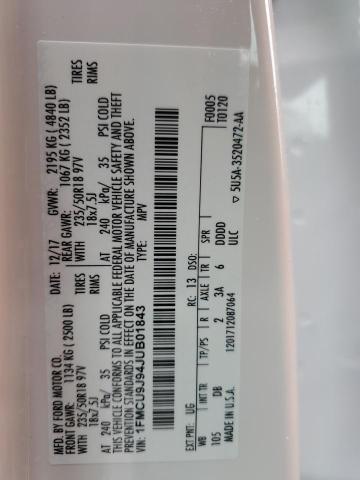 MFD. BY FORD MOTOR CO.
DATE: 12/17 GVWR: 2195 KG ( 4840 LB)
FRONT GAWR: 1134 KG ( 2500 LB) REAR GAWR: 1067 KG ( 2352 LB)
WITH 235/50R18 97V TIRES WITH 235/50R18 97V TIRES
18x7.5J RIMS 18x7.5J RIMS
AT 240 kPa/ 35 PSI COLD AT 240 kPa/ 35 PSI COLD
THIS VEHICLE CONFORMS TO ALL APPLICABLE FEDERAL MOTOR VEHICLE SAFETY AND THEFT
PREVENTION STANDARDS IN EFFECT ON THE DATE OF MANUFACTURE SHOWN ABOVE.
VIN: 1FMCU9J94JUB01843
TYPE: MPV
F0005
T0120
EXT PNT: UG RC: 13 DSO:
WB INT TR TP/PS R AXLE TR SPR
105 DB 2 3A 6 DDDD
ULC
MADE IN U.S.A. 1201712087064
▽ 5U5A-3520472-AA